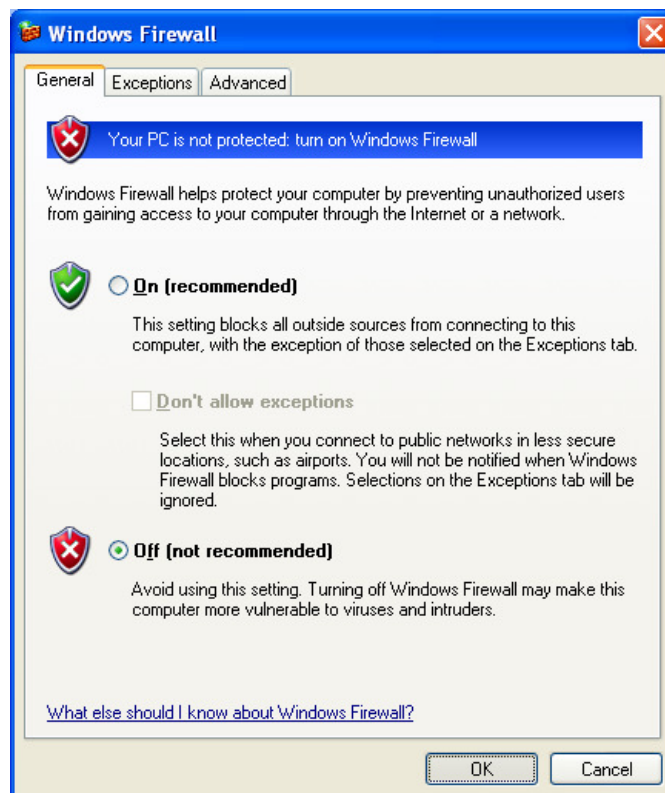 Windows Firewall
General Exceptions Advanced
Your PC is not protected: turn on Windows Firewall
Windows Firewall helps protect your computer by preventing unauthorized users
from gaining access to your computer through the Internet or a network.
On (recommended)
This setting blocks all outside sources from connecting to this
computer, with the exception of those selected on the Exceptions tab.
Don't allow exceptions
Select this when you connect to public networks in less secure
locations, such as airports. You will not be notified when Windows
Firewall blocks programs. Selections on the Exceptions tab will be
ignored.
Off (not recommended)
Avoid using this setting. Turning off Windows Firewall may make this
computer more vulnerable to viruses and intruders.
What else should I know about Windows Firewall?
OK Cancel